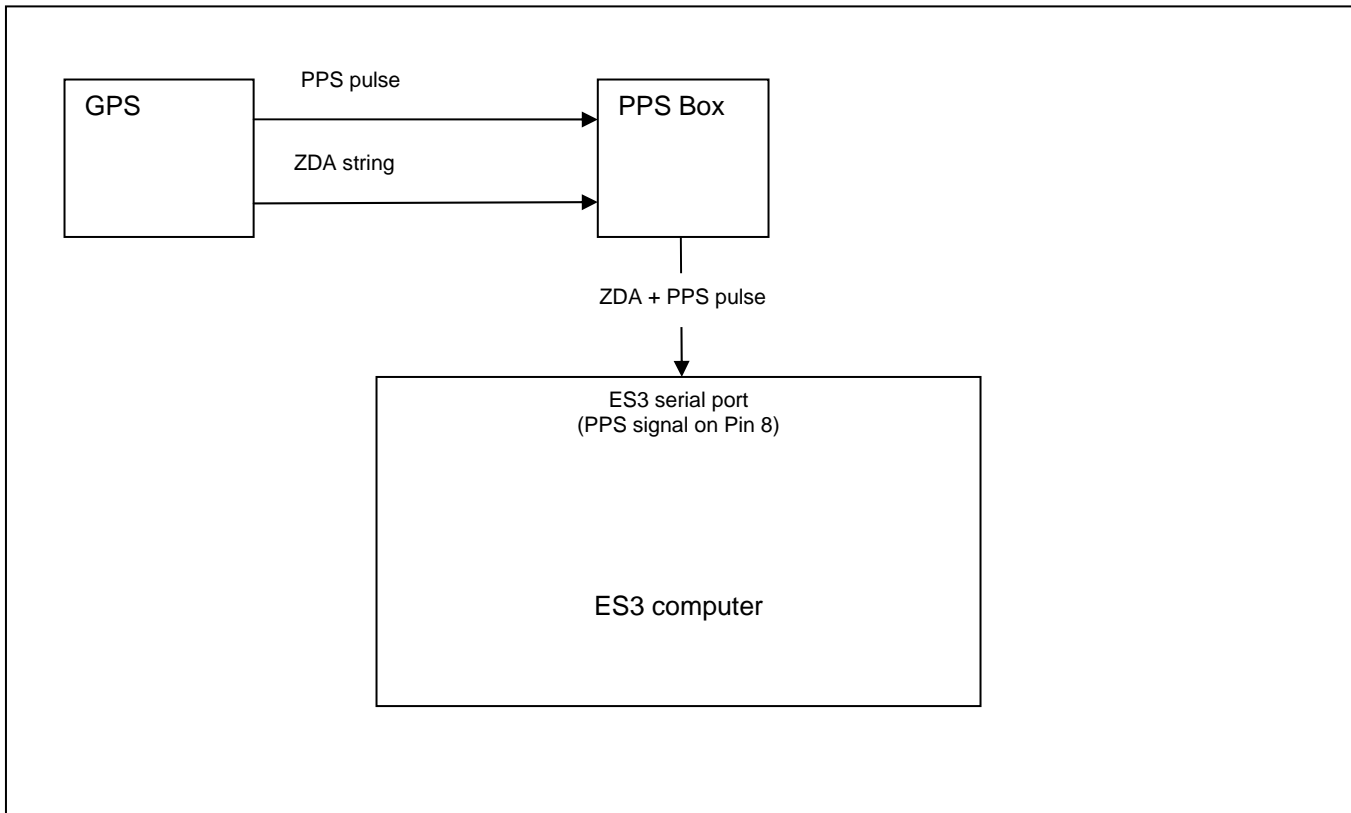 PPS pulse
GPS
PPS Box
ZDA string
ZDA + PPS pulse
ES3 serial port
(PPS signal on Pin 8)
ES3 computer